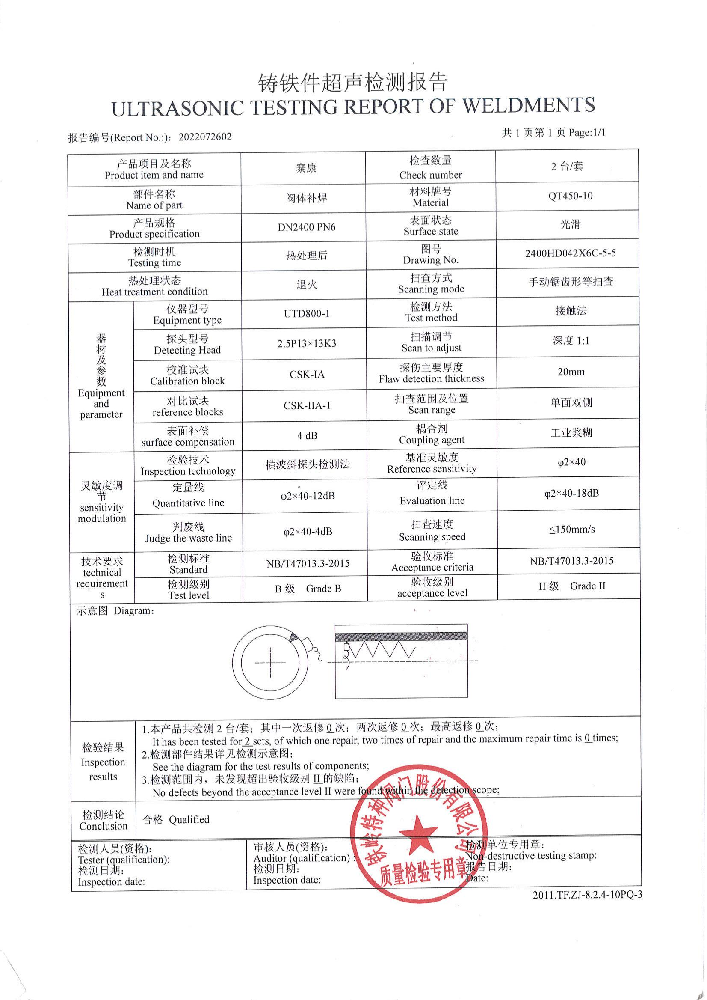 铸铁件超声检测报告
ULTRASONIC TESTING REPORT OF WELDMENTS
报告编号(Report No.:): 2022072602
共 1 页第 1 页 Page:1/1
产品项目及名称
Product item and name
寨康
检查数量
Check number
2 台/套
部件名称
Name of part
阀体补焊
材料牌号
Material
QT450-10
产品规格
Product specification
DN2400 PN6
表面状态
Surface state
光滑
检测时机
Testing time
热处理后
图号
Drawing No.
2400HD042X6C-5-5
热处理状态
Heat treatment condition
退火
扫查方式
Scanning mode
手动锯齿形等扫查
器
材
及
参
数
Equipment
and
parameter
仪器型号
Equipment type
UTD800-1
检测方法
Test method
接触法
探头型号
Detecting Head
2.5P13×13K3
扫描调节
Scan to adjust
深度 1:1
校准试块
Calibration block
CSK-IA
探伤主要厚度
Flaw detection thickness
20mm
对比试块
reference blocks
CSK-IIA-1
扫查范围及位置
Scan range
单面双侧
表面补偿
surface compensation
4 dB
耦合剂
Coupling agent
工业浆糊
灵敏度调
节
sensitivity
modulation
检验技术
Inspection technology
横波斜探头检测法
基准灵敏度
Reference sensitivity
φ2×40
定量线
Quantitative line
φ2×40-12dB
评定线
Evaluation line
φ2×40-18dB
判废线
Judge the waste line
φ2×40-4dB
扫查速度
Scanning speed
≤150mm/s
技术要求
technical
requirement
s
检测标准
Standard
NB/T47013.3-2015
验收标准
Acceptance criteria
NB/T47013.3-2015
检测级别
Test level
B 级 Grade B
验收级别
acceptance level
II 级 Grade II
示意图 Diagram:
检验结果
Inspection
results
1.本产品共检测 2 台/套；其中一次返修 0 次；两次返修 0 次；最高返修 0 次；
It has been tested for 2 sets, of which one repair, two times of repair and the maximum repair time is 0 times;
2.检测部件结果详见检测示意图；
See the diagram for the test results of components;
3.检测范围内，未发现超出验收级别 II 的缺陷；
No defects beyond the acceptance level II were found within the detection scope;
检测结论
Conclusion
合格 Qualified
检测人员(资格):
Tester (qualification):
检测日期:
Inspection date:
审核人员(资格):
Auditor (qualification) :
检测日期:
Inspection date:
检测单位专用章:
Non-destructive testing stamp:
报告日期:
Date:
铁岭特种阀门股份有限公司
质量检验专用章
2011.TF.ZJ-8.2.4-10PQ-3